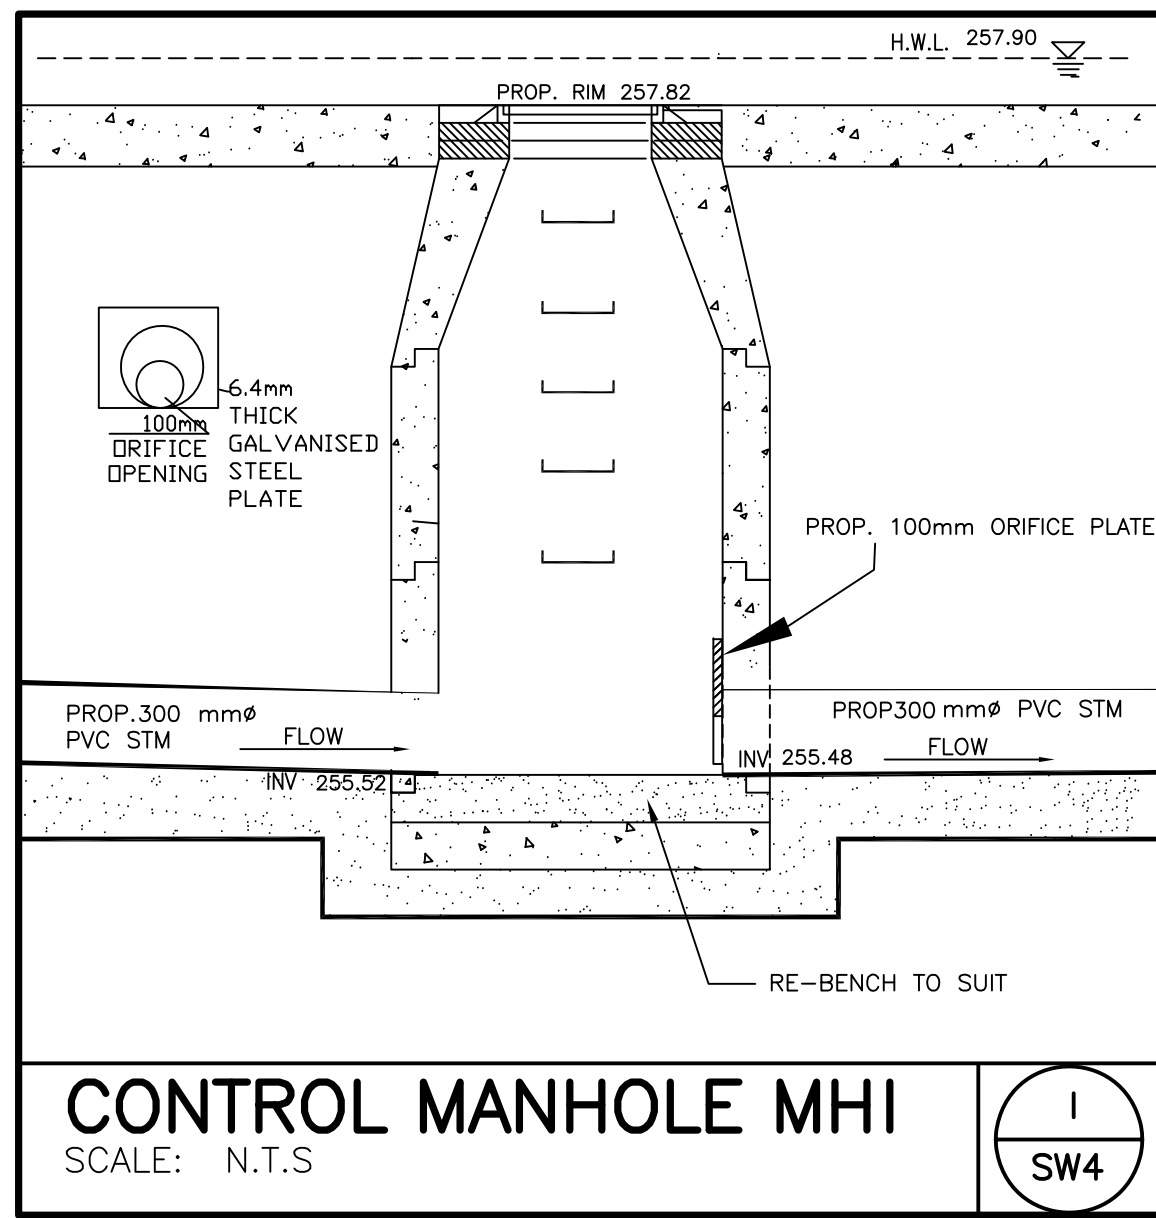 H.W.L. 257.90
PROP. RIM 257.82
6.4mm
THICK
GALVANISED
STEEL
PLATE
100mm
ORIFICE
OPENING
PROP. 100mm ORIFICE PLATE
PROP.300 mmø
PVC STM
FLOW
INV 255.52
PROP300 mmø PVC STM
INV 255.48
FLOW
RE-BENCH TO SUIT
CONTROL MANHOLE MH1
SCALE: N.T.S
1
SW4